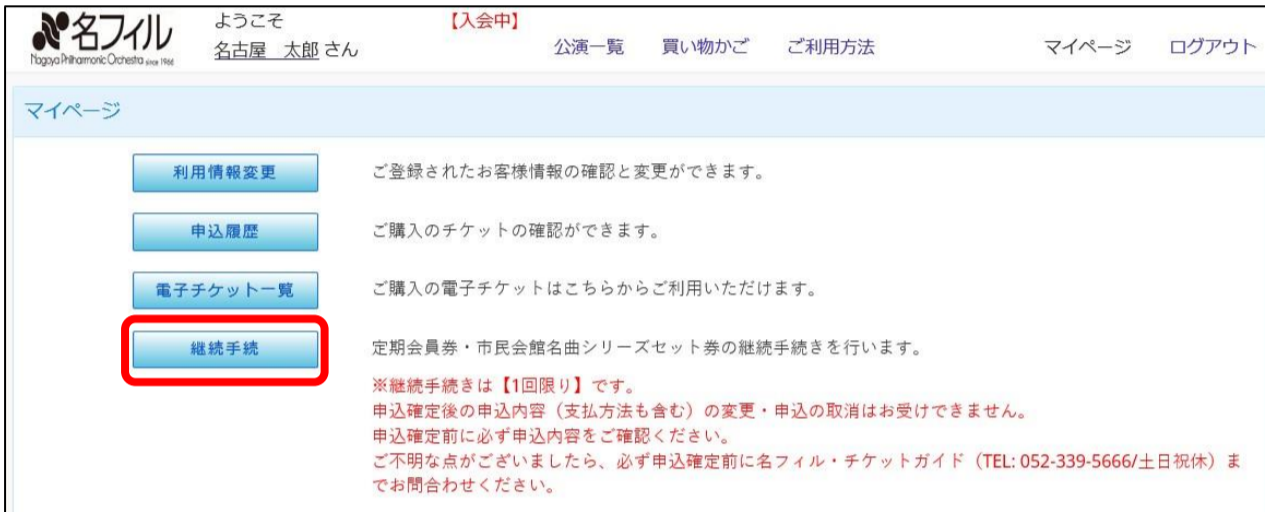 名フィル
Nagoya Philharmonic Orchestra since 1966
ようこそ
名古屋 太郎 さん
【入会中】
公演一覧 買い物かご ご利用方法 マイページ ログアウト
マイページ
利用情報変更 ご登録されたお客様情報の確認と変更ができます。
申込履歴 ご購入のチケットの確認ができます。
電子チケット一覧 ご購入の電子チケットはこちらからご利用いただけます。
継続手続 定期会員券・市民会館名曲シリーズセット券の継続手続きを行います。
※継続手続きは【1回限り】です。
申込確定後の申込内容（支払方法も含む）の変更・申込の取消はお受けできません。
申込確定前に必ず申込内容をご確認ください。
ご不明な点がございましたら、必ず申込確定前に名フィル・チケットガイド（TEL: 052-339-5666/土日祝休）ま
でお問合わせください。